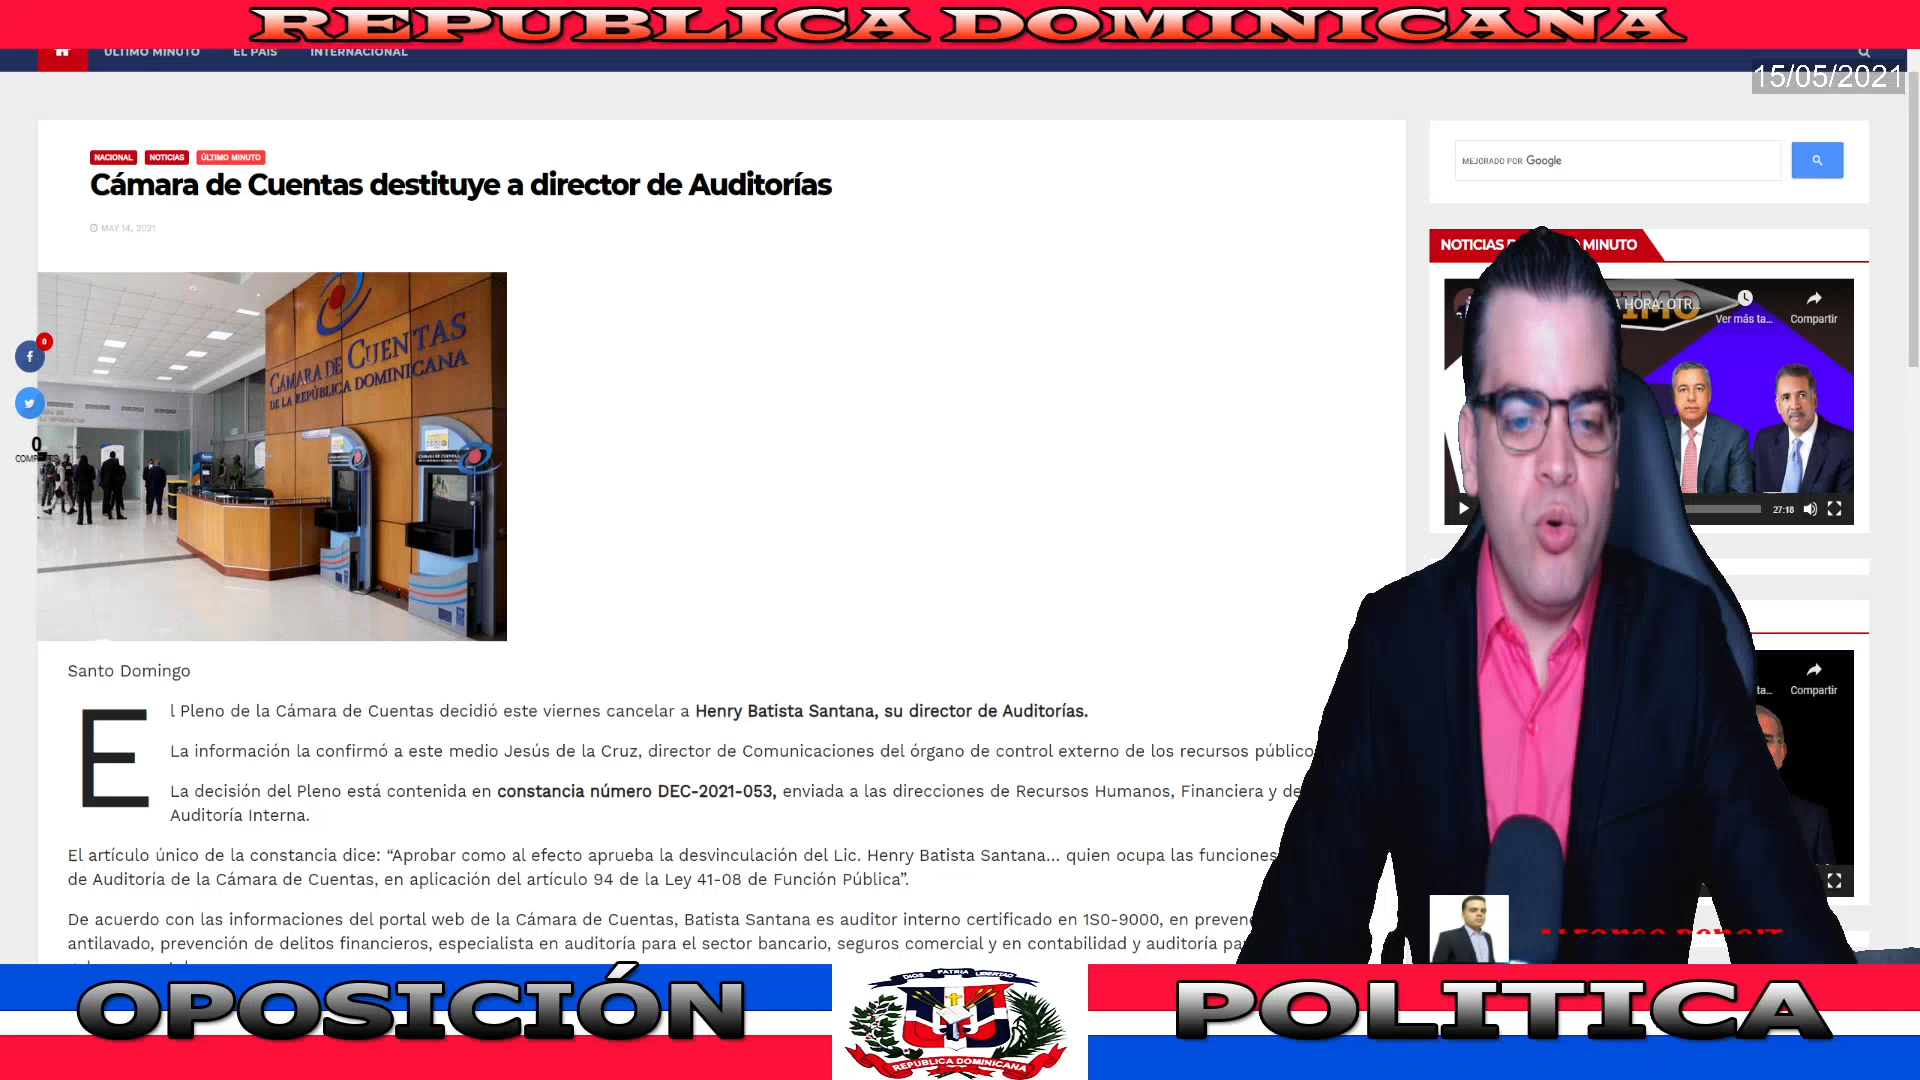 REPUBLICA DOMINICANA
ÚLTIMO MINUTO EL PAÍS INTERNACIONAL
15/05/2021
NACIONAL NOTICIAS ÚLTIMO MINUTO
Cámara de Cuentas destituye a director de Auditorías
MAY 14, 2021
MEJORADO POR Google
NOTICIAS MINUTO
A HORA: OTR...
Ver más ta... Compartir
27:18
CÁMARA DE CUENTAS
DE LA REPÚBLICA DOMINICANA
0
0
Santo Domingo
El Pleno de la Cámara de Cuentas decidió este viernes cancelar a Henry Batista Santana, su director de Auditorías.
La información la confirmó a este medio Jesús de la Cruz, director de Comunicaciones del órgano de control externo de los recursos público
La decisión del Pleno está contenida en constancia número DEC-2021-053, enviada a las direcciones de Recursos Humanos, Financiera y de
Auditoría Interna.
El artículo único de la constancia dice: “Aprobar como al efecto aprueba la desvinculación del Lic. Henry Batista Santana... quien ocupa las funciones
de Auditoría de la Cámara de Cuentas, en aplicación del artículo 94 de la Ley 41-08 de Función Pública”.
De acuerdo con las informaciones del portal web de la Cámara de Cuentas, Batista Santana es auditor interno certificado en 1S0-9000, en
antilavado, prevención de delitos financieros, especialista en auditoría para el sector bancario, seguros comercial y en contabilidad y auditoría
ta... Compartir
OPOSICIÓN
DIOS PATRIA LIBERTAD
REPUBLICA DOMINICANA
POLITICA